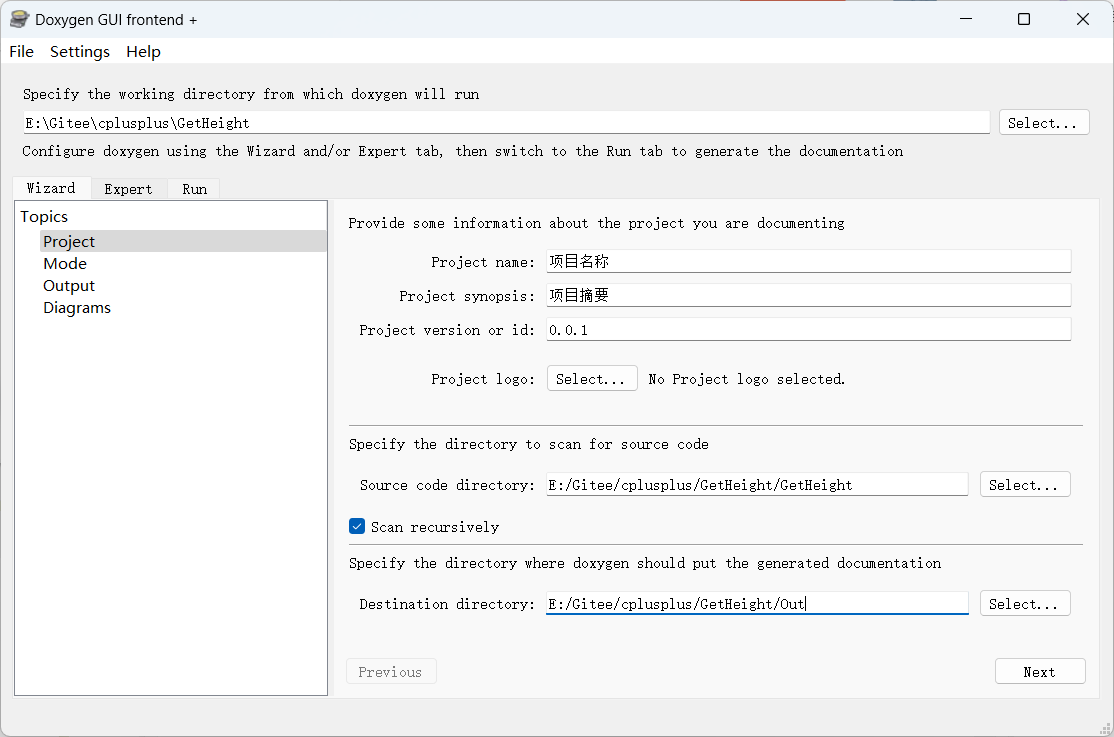 Doxygen GUI frontend +
File Settings Help
Specify the working directory from which doxygen will run
E:\Gitee\cplusplus\GetHeight Select...
Configure doxygen using the Wizard and/or Expert tab, then switch to the Run tab to generate the documentation
Wizard Expert Run
Topics
Project
Mode
Output
Diagrams
Provide some information about the project you are documenting
Project name: 项目名称
Project synopsis: 项目摘要
Project version or id: 0.0.1
Project logo: Select... No Project logo selected.
Specify the directory to scan for source code
Source code directory: E:/Gitee/cplusplus/GetHeight/GetHeight Select...
Scan recursively
Specify the directory where doxygen should put the generated documentation
Destination directory: E:/Gitee/cplusplus/GetHeight/Out Select...
Previous Next